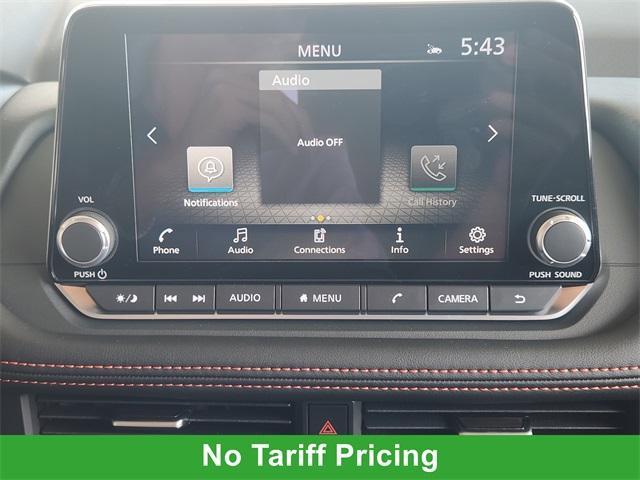 MENU 5:43
Audio
Audio OFF
Notifications Call History
Phone Audio Connections Info Settings
VOL TUNE·SCROLL
PUSH PUSH SOUND
AUDIO MENU CAMERA
No Tariff Pricing